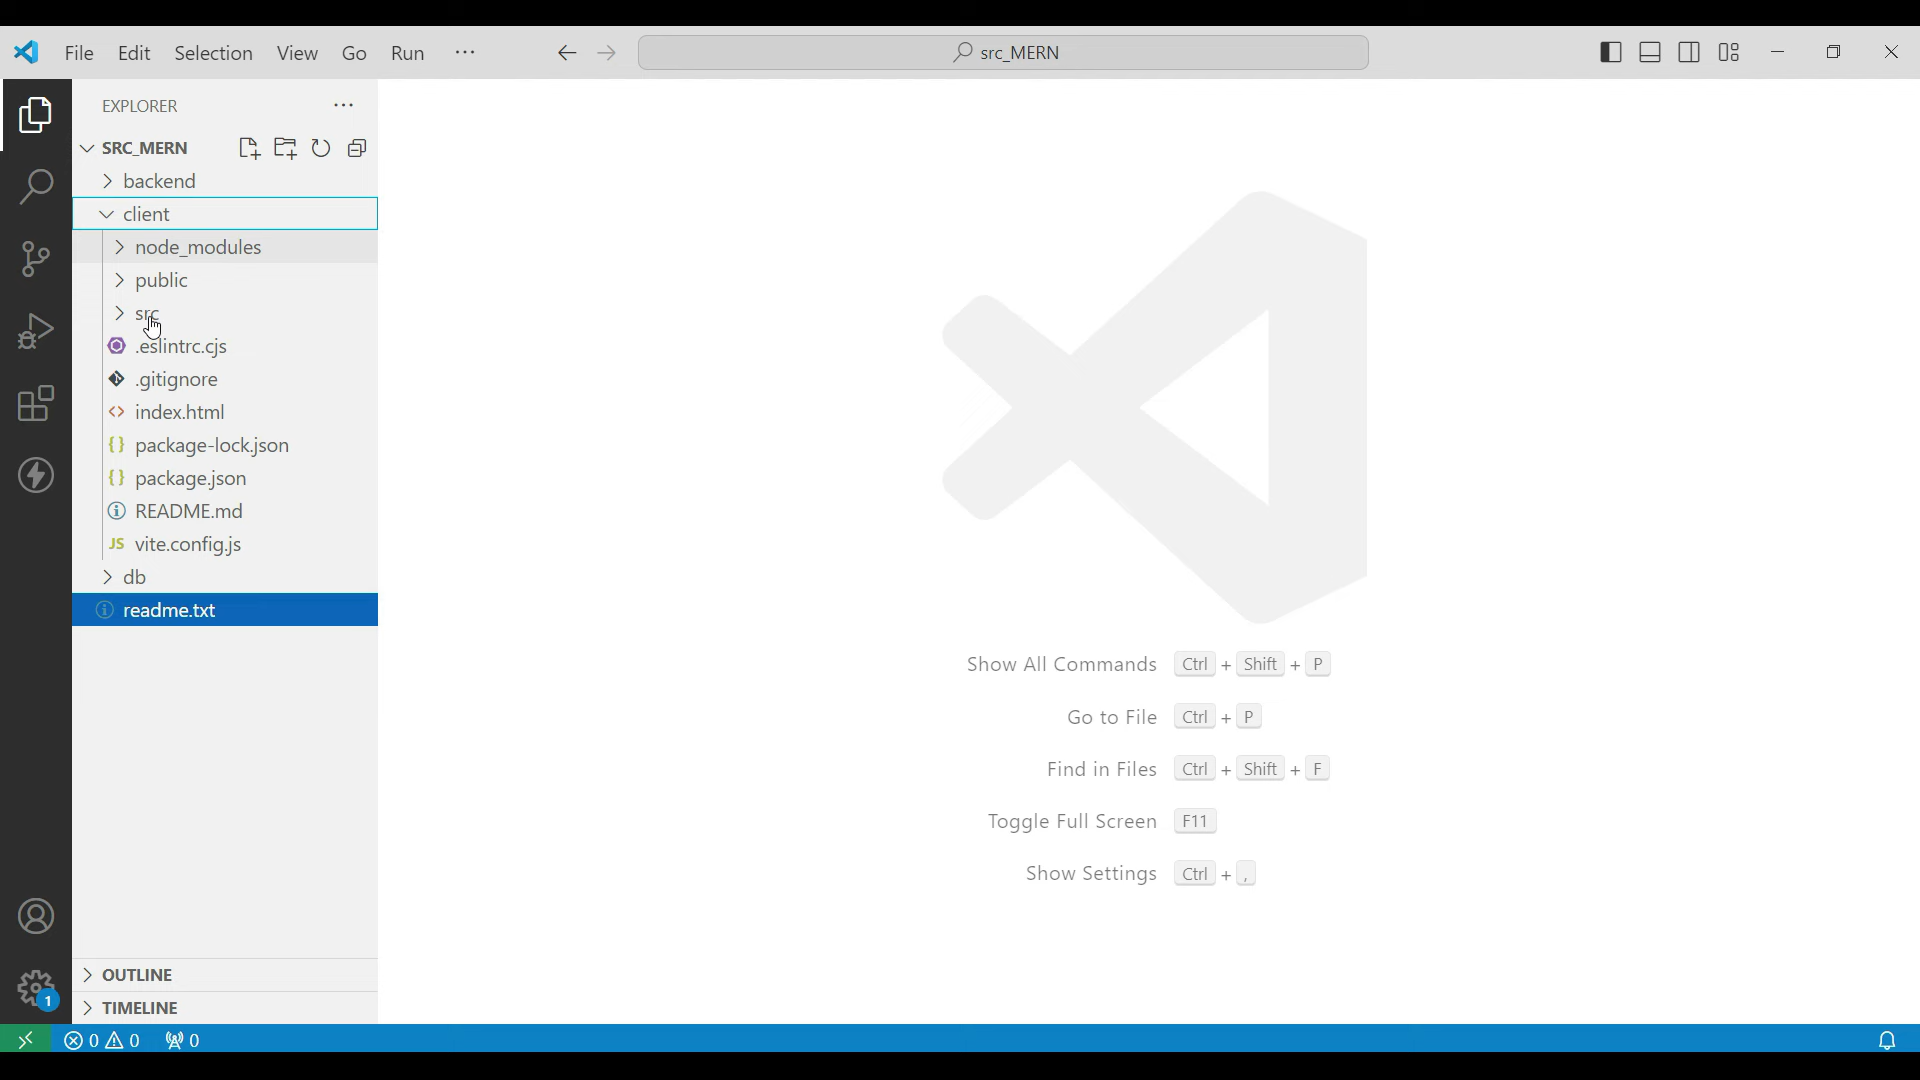 File Edit Selection View Go Run ··· src_MERN
EXPLORER ···
SRC_MERN
backend
client
node_modules
public
src
.eslintrc.cjs
.gitignore
index.html
package-lock.json
package.json
README.md
JS vite.config.js
db
readme.txt
Show All Commands Ctrl + Shift + P
Go to File Ctrl + P
Find in Files Ctrl + Shift + F
Toggle Full Screen F11
Show Settings Ctrl + ,
OUTLINE
TIMELINE
1
0 0 0